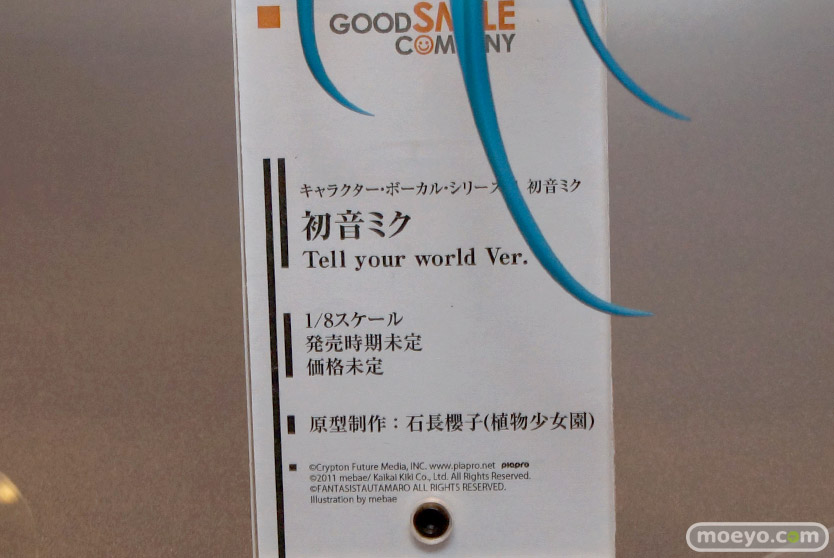 GOODSMILE
COMPANY
キャラクター・ボーカル・シリーズ 初音ミク
初音ミク
Tell your world Ver.
1/8スケール
発売時期未定
価格未定
原型制作：石長櫻子(植物少女園)
©Crypton Future Media, INC. www.piapro.net piapro
©2011 mebae/ Kaikai Kiki Co., Ltd. All Rights Reserved.
©FANTASISTAUTAMARO ALL RIGHTS RESERVED.
Illustration by mebae
moeyo.com